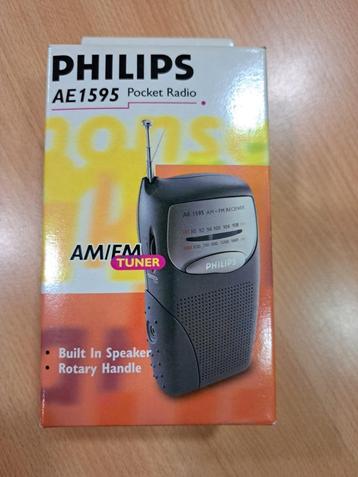 PHILIPS
AE1595 Pocket Radio
AE 1595 AM-FM RECEIVER
PHILIPS
AM/FM
TUNER
• Built In Speaker
• Rotary Handle